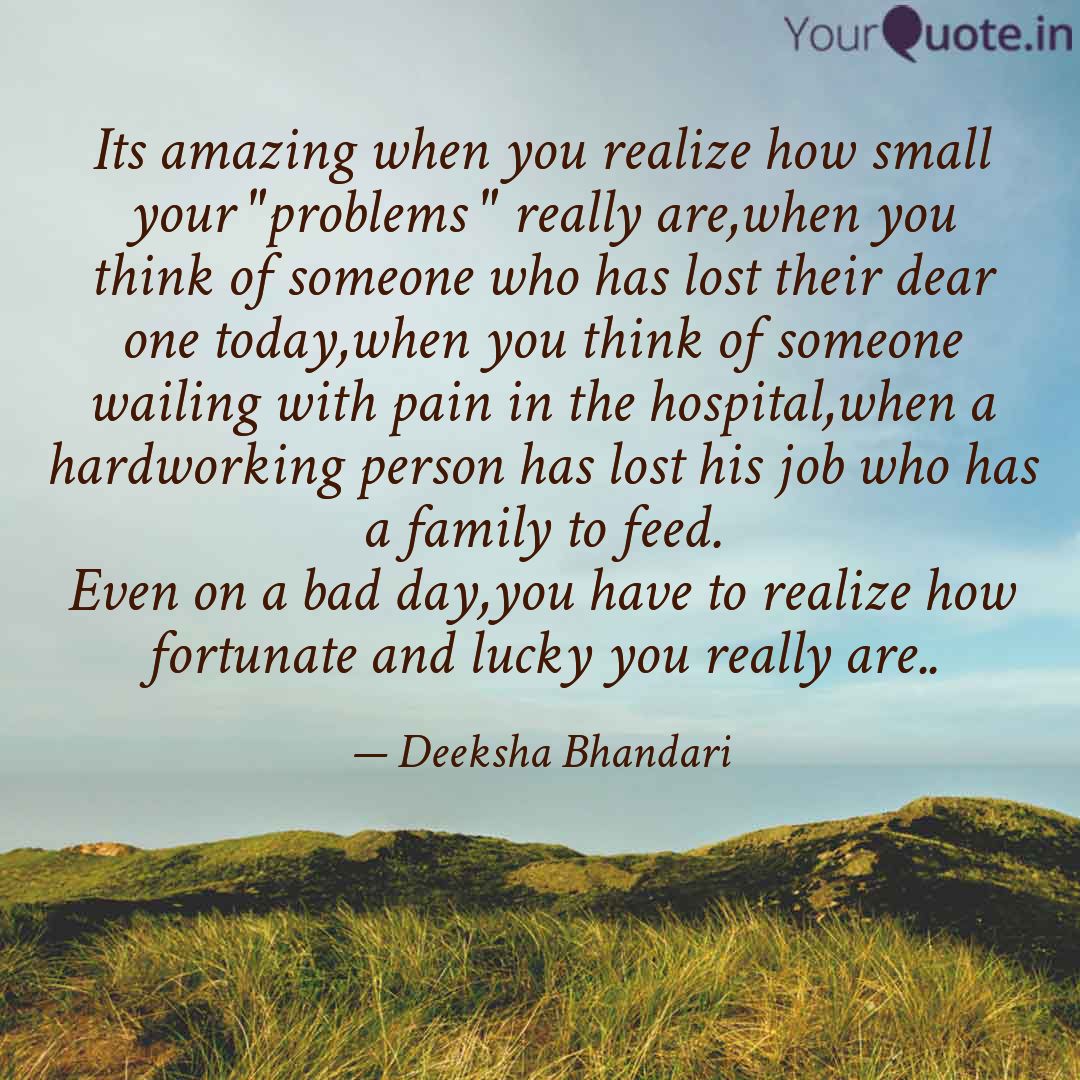 YourQuote.in
Its amazing when you realize how small
your "problems " really are,when you
think of someone who has lost their dear
one today,when you think of someone
wailing with pain in the hospital,when a
hardworking person has lost his job who has
a family to feed.
Even on a bad day,you have to realize how
fortunate and lucky you really are..
— Deeksha Bhandari